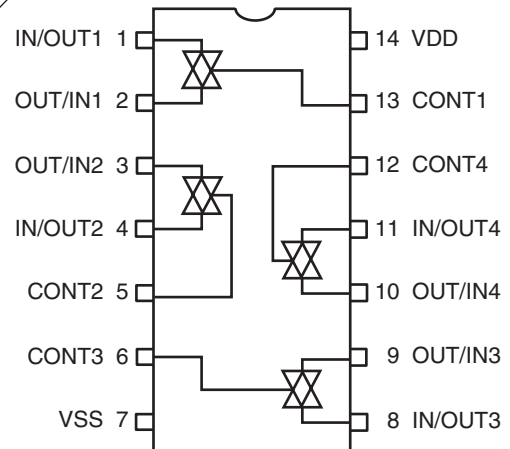 IN/OUT1 1
OUT/IN1 2
OUT/IN2 3
IN/OUT2 4
CONT2 5
CONT3 6
VSS 7
14 VDD
13 CONT1
12 CONT4
11 IN/OUT4
10 OUT/IN4
9 OUT/IN3
8 IN/OUT3